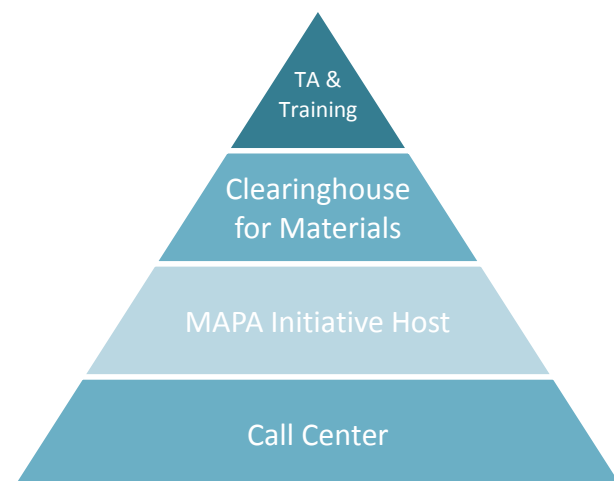 TA &
Training
Clearinghouse
for Materials
MAPA Initiative Host
Call Center